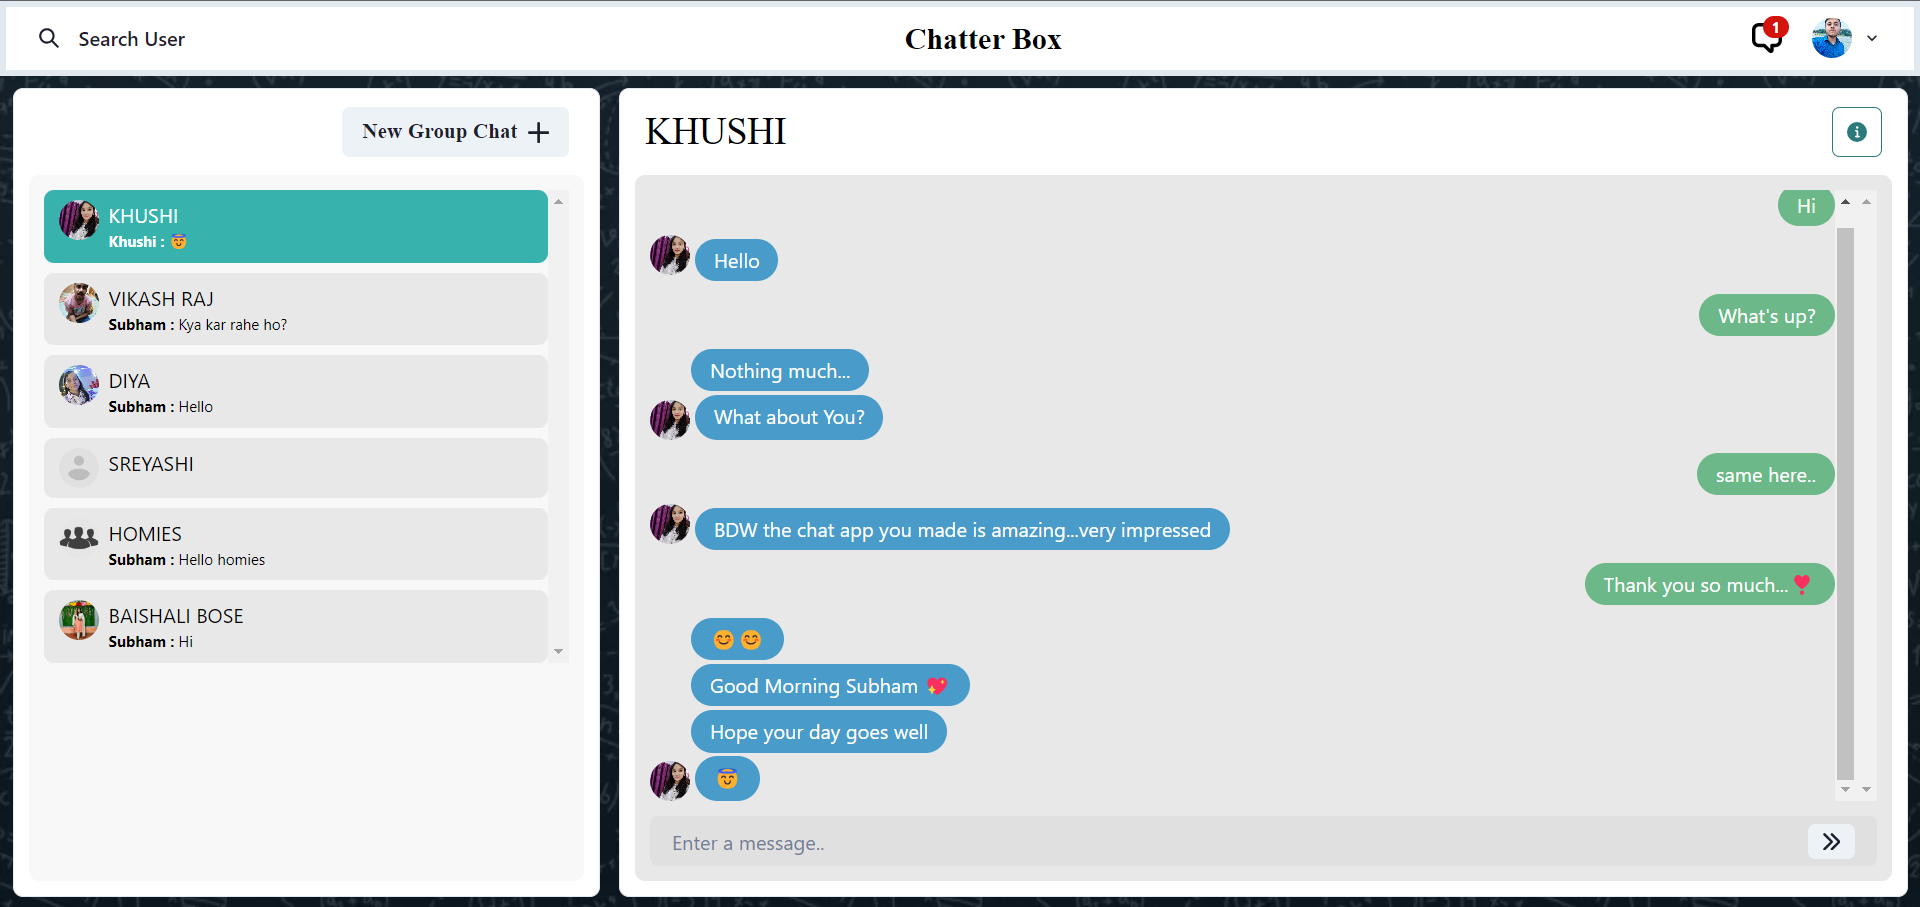 Search User
Chatter Box
1
New Group Chat
KHUSHI
Khushi : 😇
VIKASH RAJ
Subham : Kya kar rahe ho?
DIYA
Subham : Hello
SREYASHI
HOMIES
Subham : Hello homies
BAISHALI BOSE
Subham : Hi
KHUSHI
Hi
Hello
What's up?
Nothing much...
What about You?
same here..
BDW the chat app you made is amazing...very impressed
Thank you so much...❣️
😊😊
Good Morning Subham 💖
Hope your day goes well
😇
Enter a message..